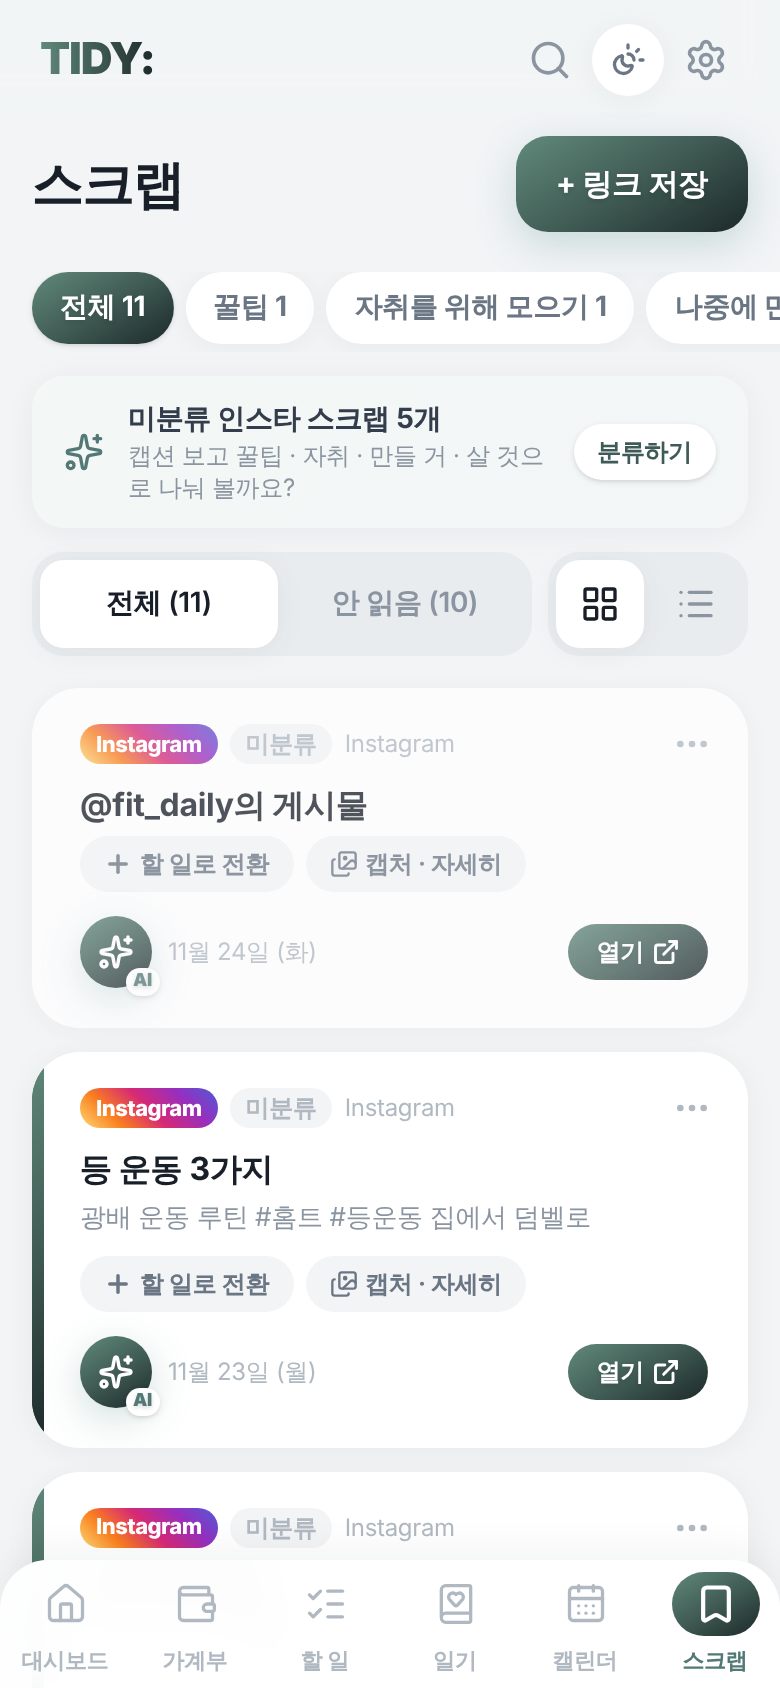 TIDY:
스크랩
+ 링크 저장
전체 11
꿀팁 1
자취를 위해 모으기 1
나중에
미분류 인스타 스크랩 5개
캡션 보고 꿀팁 · 자취 · 만들 거 · 살 것으
로 나눠 볼까요?
분류하기
전체 (11)
안 읽음 (10)
Instagram 미분류 Instagram
@fit_daily의 게시물
할 일로 전환
캡처 · 자세히
AI
11월 24일 (화)
열기
Instagram 미분류 Instagram
등 운동 3가지
광배 운동 루틴 #홈트 #등운동 집에서 덤벨로
할 일로 전환
캡처 · 자세히
AI
11월 23일 (월)
열기
Instagram 미분류 Instagram
대시보드
가계부
할 일
일기
캘린더
스크랩